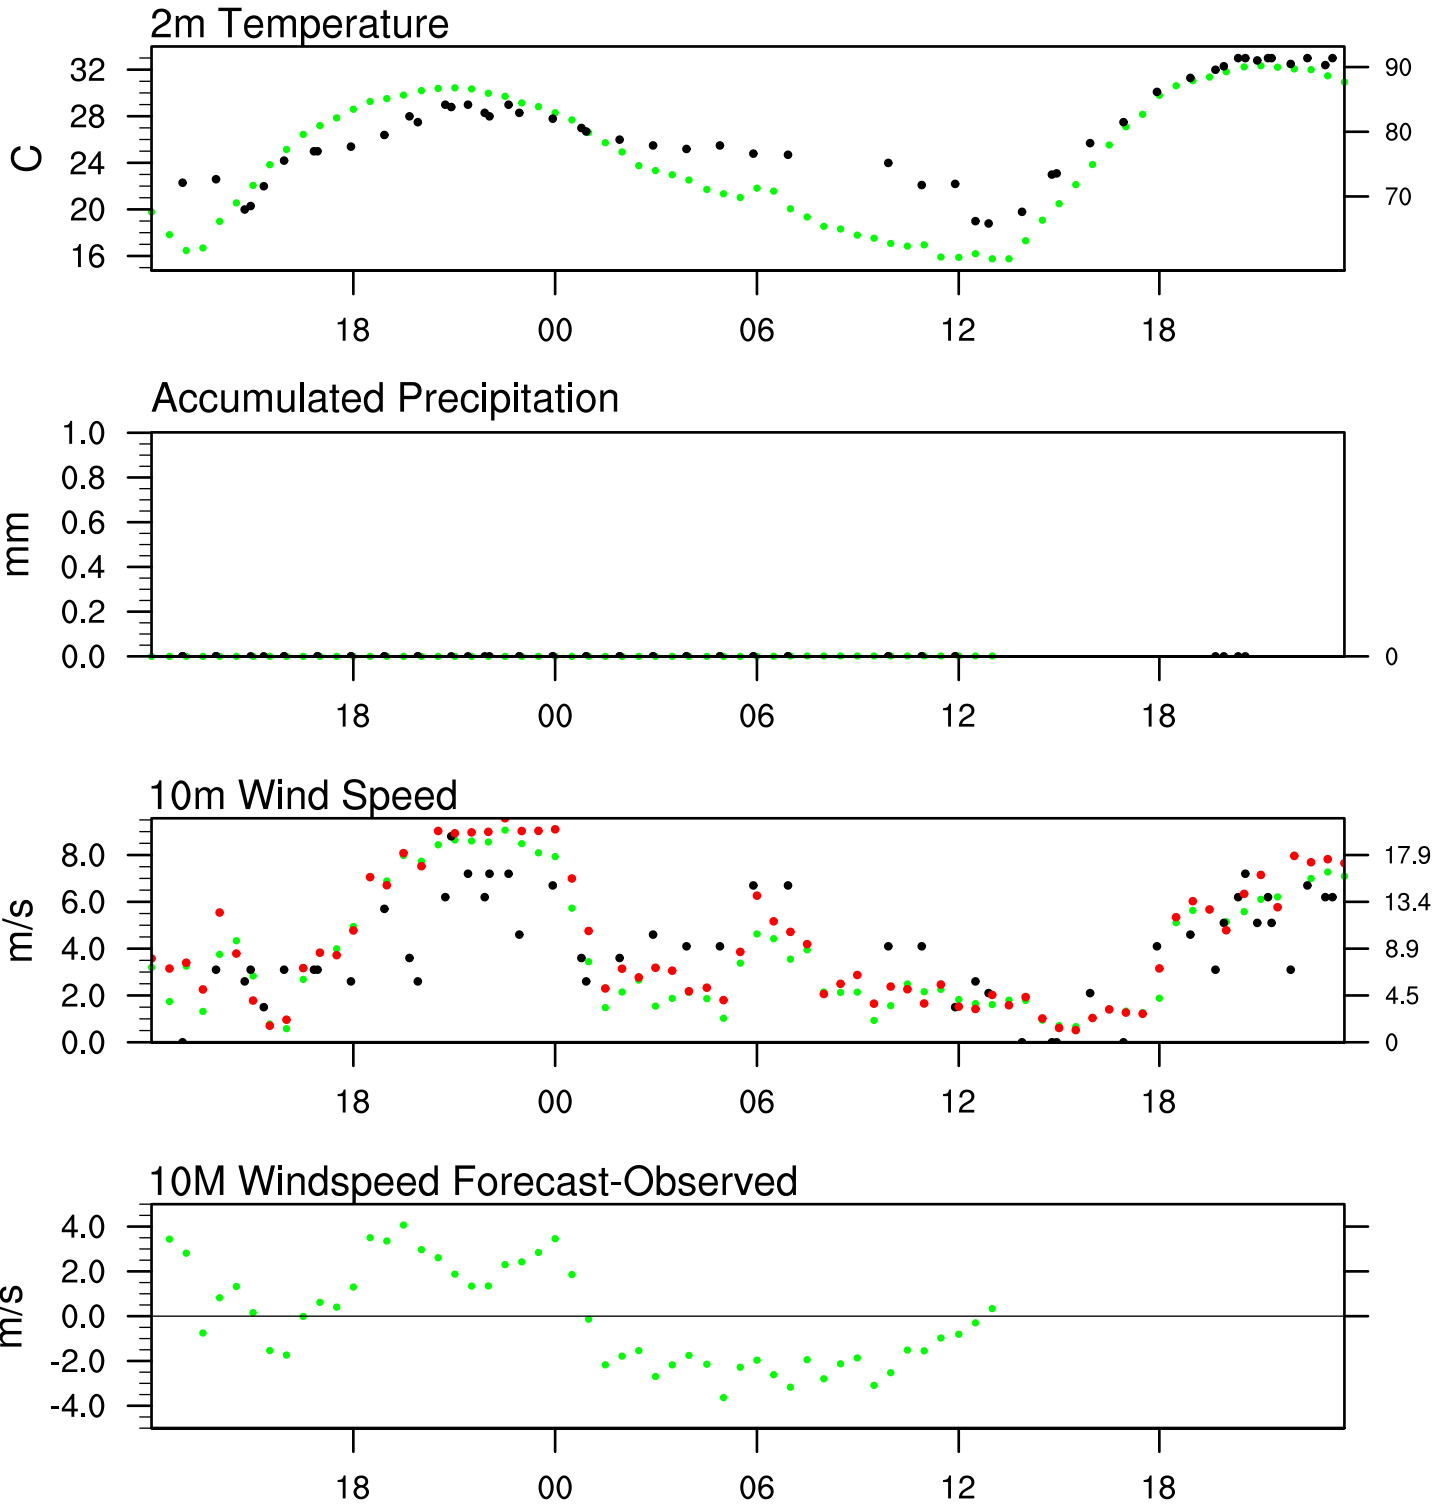 2m Temperature
32
28
24
20
16
C
90
80
70
18 00 06 12 18
Accumulated Precipitation
1.0
0.8
0.6
0.4
0.2
0.0
mm
0
18 00 06 12 18
10m Wind Speed
8.0
6.0
4.0
2.0
0.0
m/s
17.9
13.4
8.9
4.5
0
18 00 06 12 18
10M Windspeed Forecast-Observed
4.0
2.0
0.0
-2.0
-4.0
m/s
18 00 06 12 18